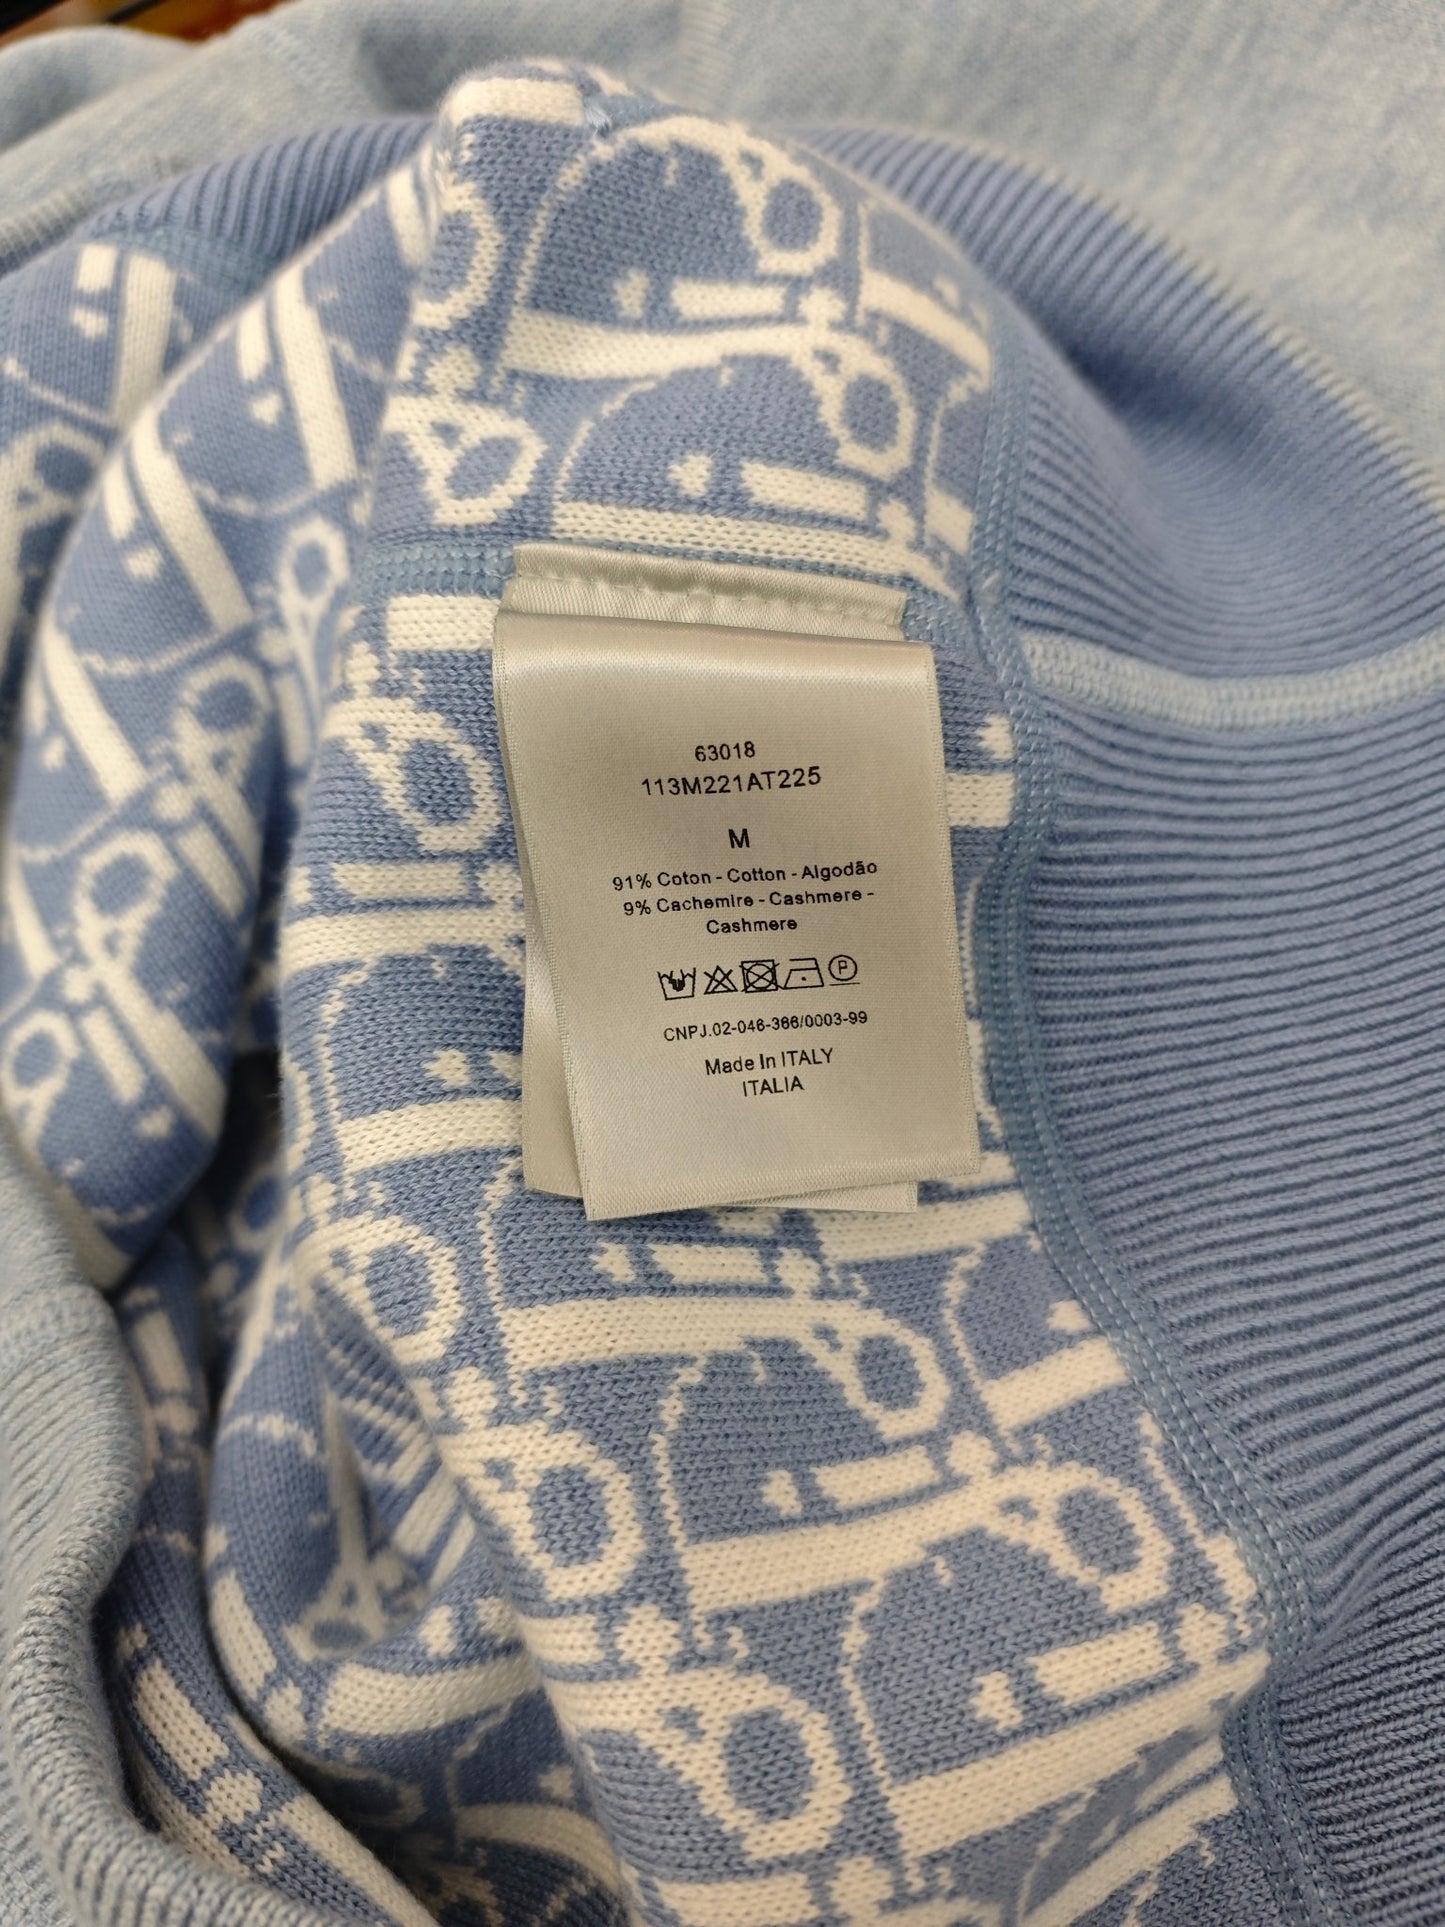 63018
113M221AT225
M
91% Coton - Cotton - Algodão
9% Cachemire - Cashmere -
Cashmere
P
CNPJ.02-046-366/0003-99
Made In ITALY
ITALIA